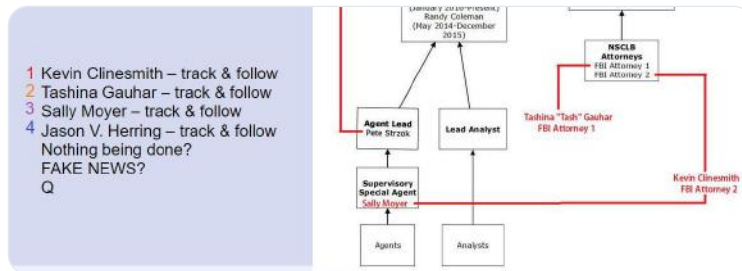 1 Kevin Clinesmith – track & follow
2 Tashina Gauhar – track & follow
3 Sally Moyer – track & follow
4 Jason V. Herring – track & follow
Nothing being done?
FAKE NEWS?
Q
(January 2016-Present)
Randy Coleman
(May 2014-December
2015)
NSCLB
Attorneys
FBI Attorney 1
FBI Attorney 2
Tashina "Tash" Gauhar
FBI Attorney 1
Agent Lead
Pete Strzok
Lead Analyst
Kevin Clinesmith
FBI Attorney 2
Supervisory
Special Agent
Sally Moyer
Agents
Analysts